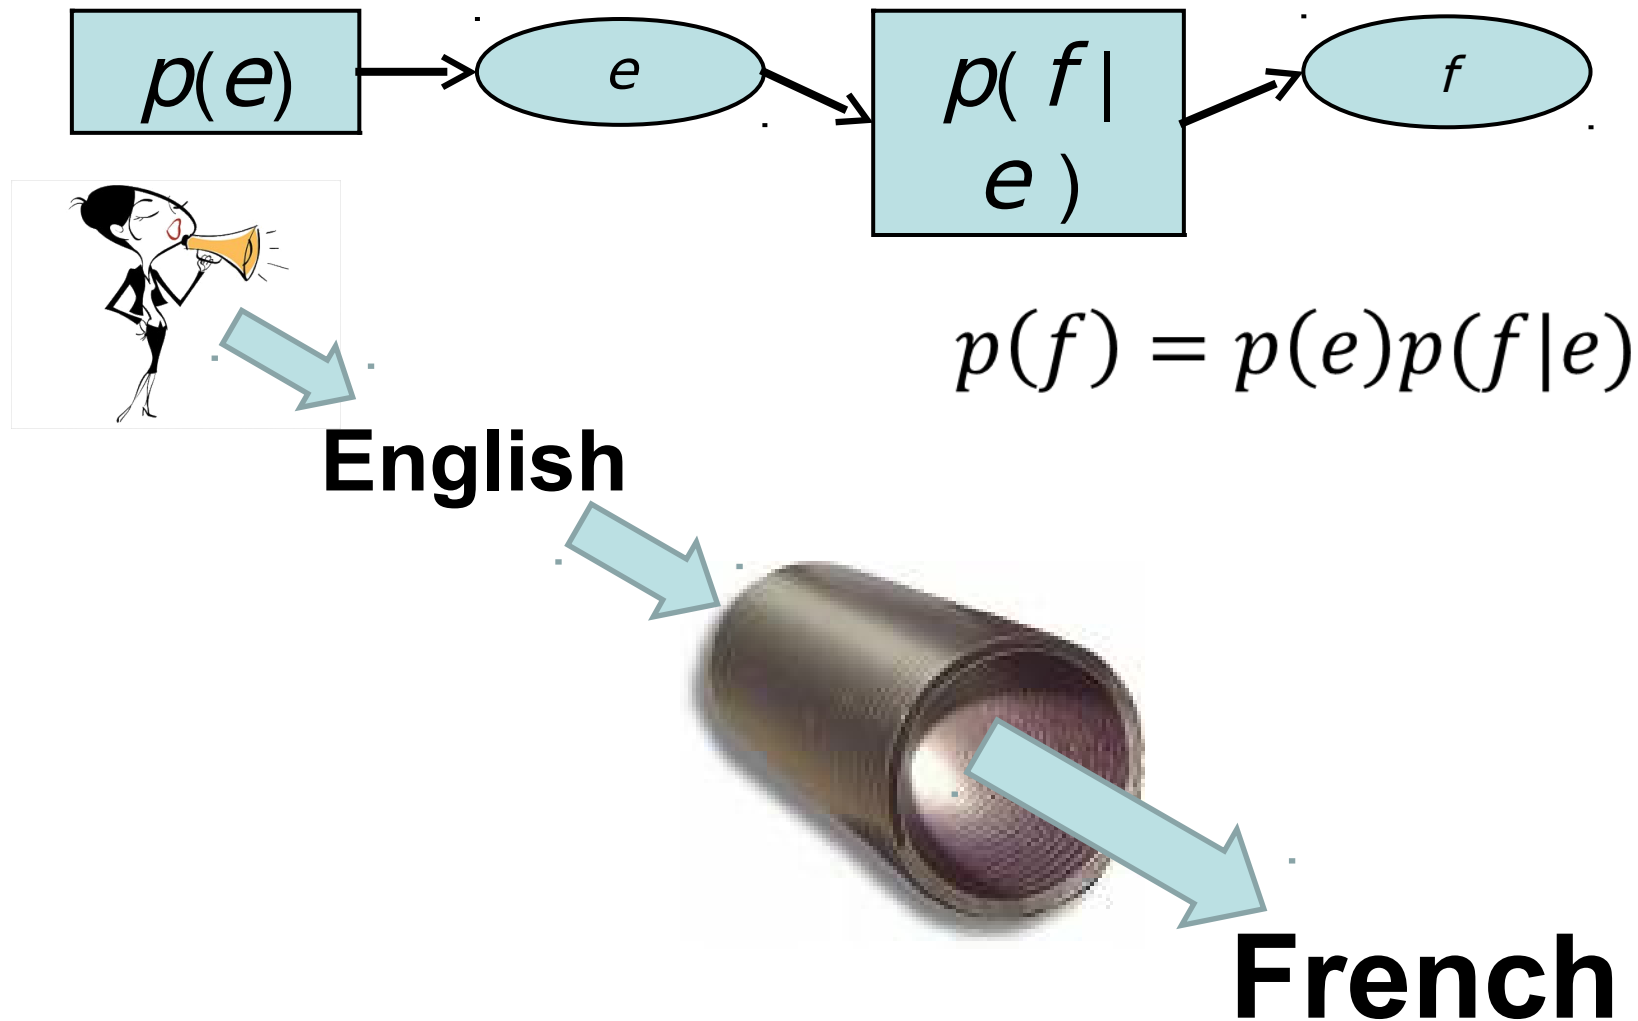 p(e)
e
p( f |
e )
f
p(f) = p(e)p(f|e)
English
French